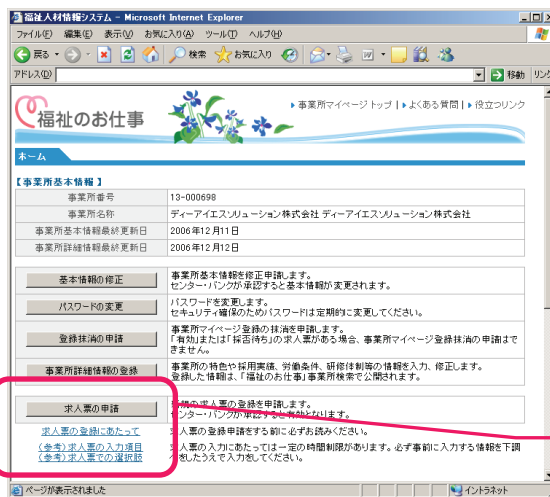 福祉人材情報システム - Microsoft Internet Explorer
ファイル(F) 編集(E) 表示(V) お気に入り(A) ツール(T) ヘルプ(H)
戻る 検索 お気に入り
アドレス(D) 移動 リンク
福祉のお仕事
事業所マイページトップ | よくある質問 | 役立つリンク
ホーム
【事業所基本情報】
事業所番号 13-000698
事業所名称 ディーアイエスソリューション株式会社 ディーアイエスソリューション株式会社
事業所基本情報最終更新日 2006年12月11日
事業所詳細情報最終更新日 2006年12月12日
基本情報の修正 事業所基本情報を修正申請します。
センター・バンクが承認すると基本情報が変更されます。
パスワードの変更 パスワードを変更します。
セキュリティ確保のためパスワードは定期的に変更してください。
登録抹消の申請 事業所マイページ登録の抹消を申請します。
「有効」または「採否待ち」の求人票がある場合、事業所マイページ登録抹消の申請はで
きません。
事業所詳細情報の登録 事業所の特色や採用実績、労働条件、研修体制等の情報を入力、修正します。
登録した情報は、「福祉のお仕事」事業所検索で公開されます。
求人票の申請 規の求人票の登録を申請します。
ンター・バンクが承認すると有効となります。
求人票の登録にあたって 人票の登録申請をする前に必ずお読みください。
(参考)求人票の入力項目 人票の入力にあたっては一定の時間制限があります。必ず事前に入力する情報を下調
(参考)求人票での選択肢 をしたうえで入力をしてください。
ページが表示されました イントラネット